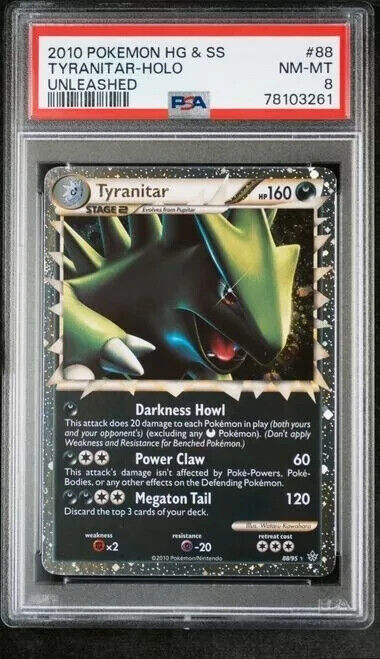 2010 POKEMON HG & SS #88
TYRANITAR-HOLO NM-MT
UNLEASHED 8
PSA 78103261
Tyranitar HP160
STAGE 2 Evolves from Pupitar
Darkness Howl
This attack does 20 damage to each Pokémon in play (both yours
and your opponent's) (excluding any Pokémon). (Don't apply
Weakness and Resistance for Benched Pokémon.)
Power Claw 60
This attack's damage isn't affected by Poké-Powers, Poké-
Bodies, or any other effects on the Defending Pokémon.
Megaton Tail 120
Discard the top 3 cards of your deck.
Illus. Wataru Kawahara
weakness resistance retreat cost
x2 -20
©2010 Pokémon/Nintendo 88/95
PSA